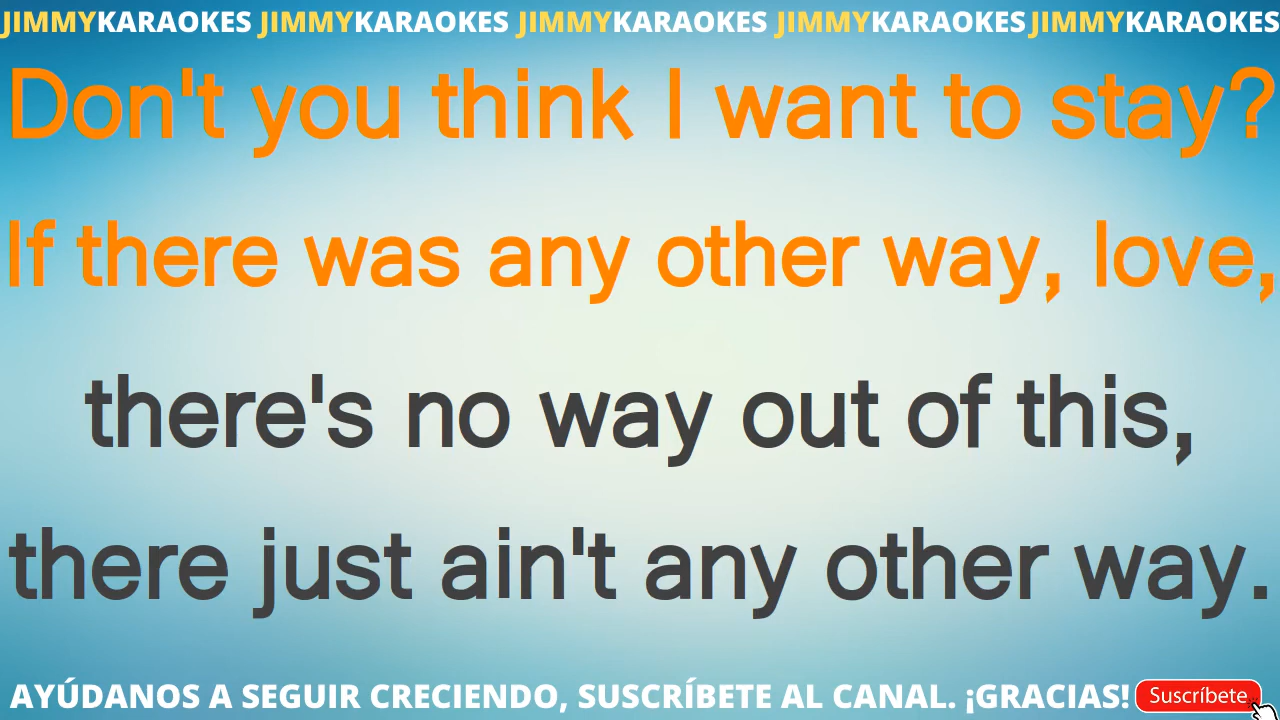 JIMMYKARAOKES JIMMYKARAOKES JIMMYKARAOKES JIMMYKARAOKES JIMMYKARAOKES
Don't you think I want to stay?
If there was any other way, love,
there's no way out of this,
there just ain't any other way.
AYÚDANOS A SEGUIR CRECIENDO, SUSCRÍBETE AL CANAL. ¡GRACIAS! Suscríbete